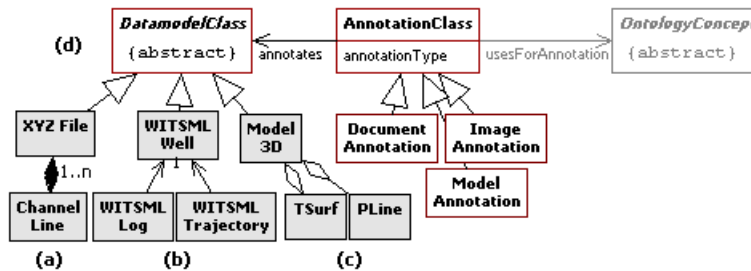 DatamodelClass
{abstract}
(d)
annotates
AnnotationClass
annotationType
usesForAnnotation
OntologyConcept
{abstract}
XYZ File
WITSML
Well
Model
3D
Document
Annotation
Image
Annotation
Model
Annotation
1..n
1
Channel
Line
WITSML
Log
WITSML
Trajectory
TSurf
PLine
(a)
(b)
(c)